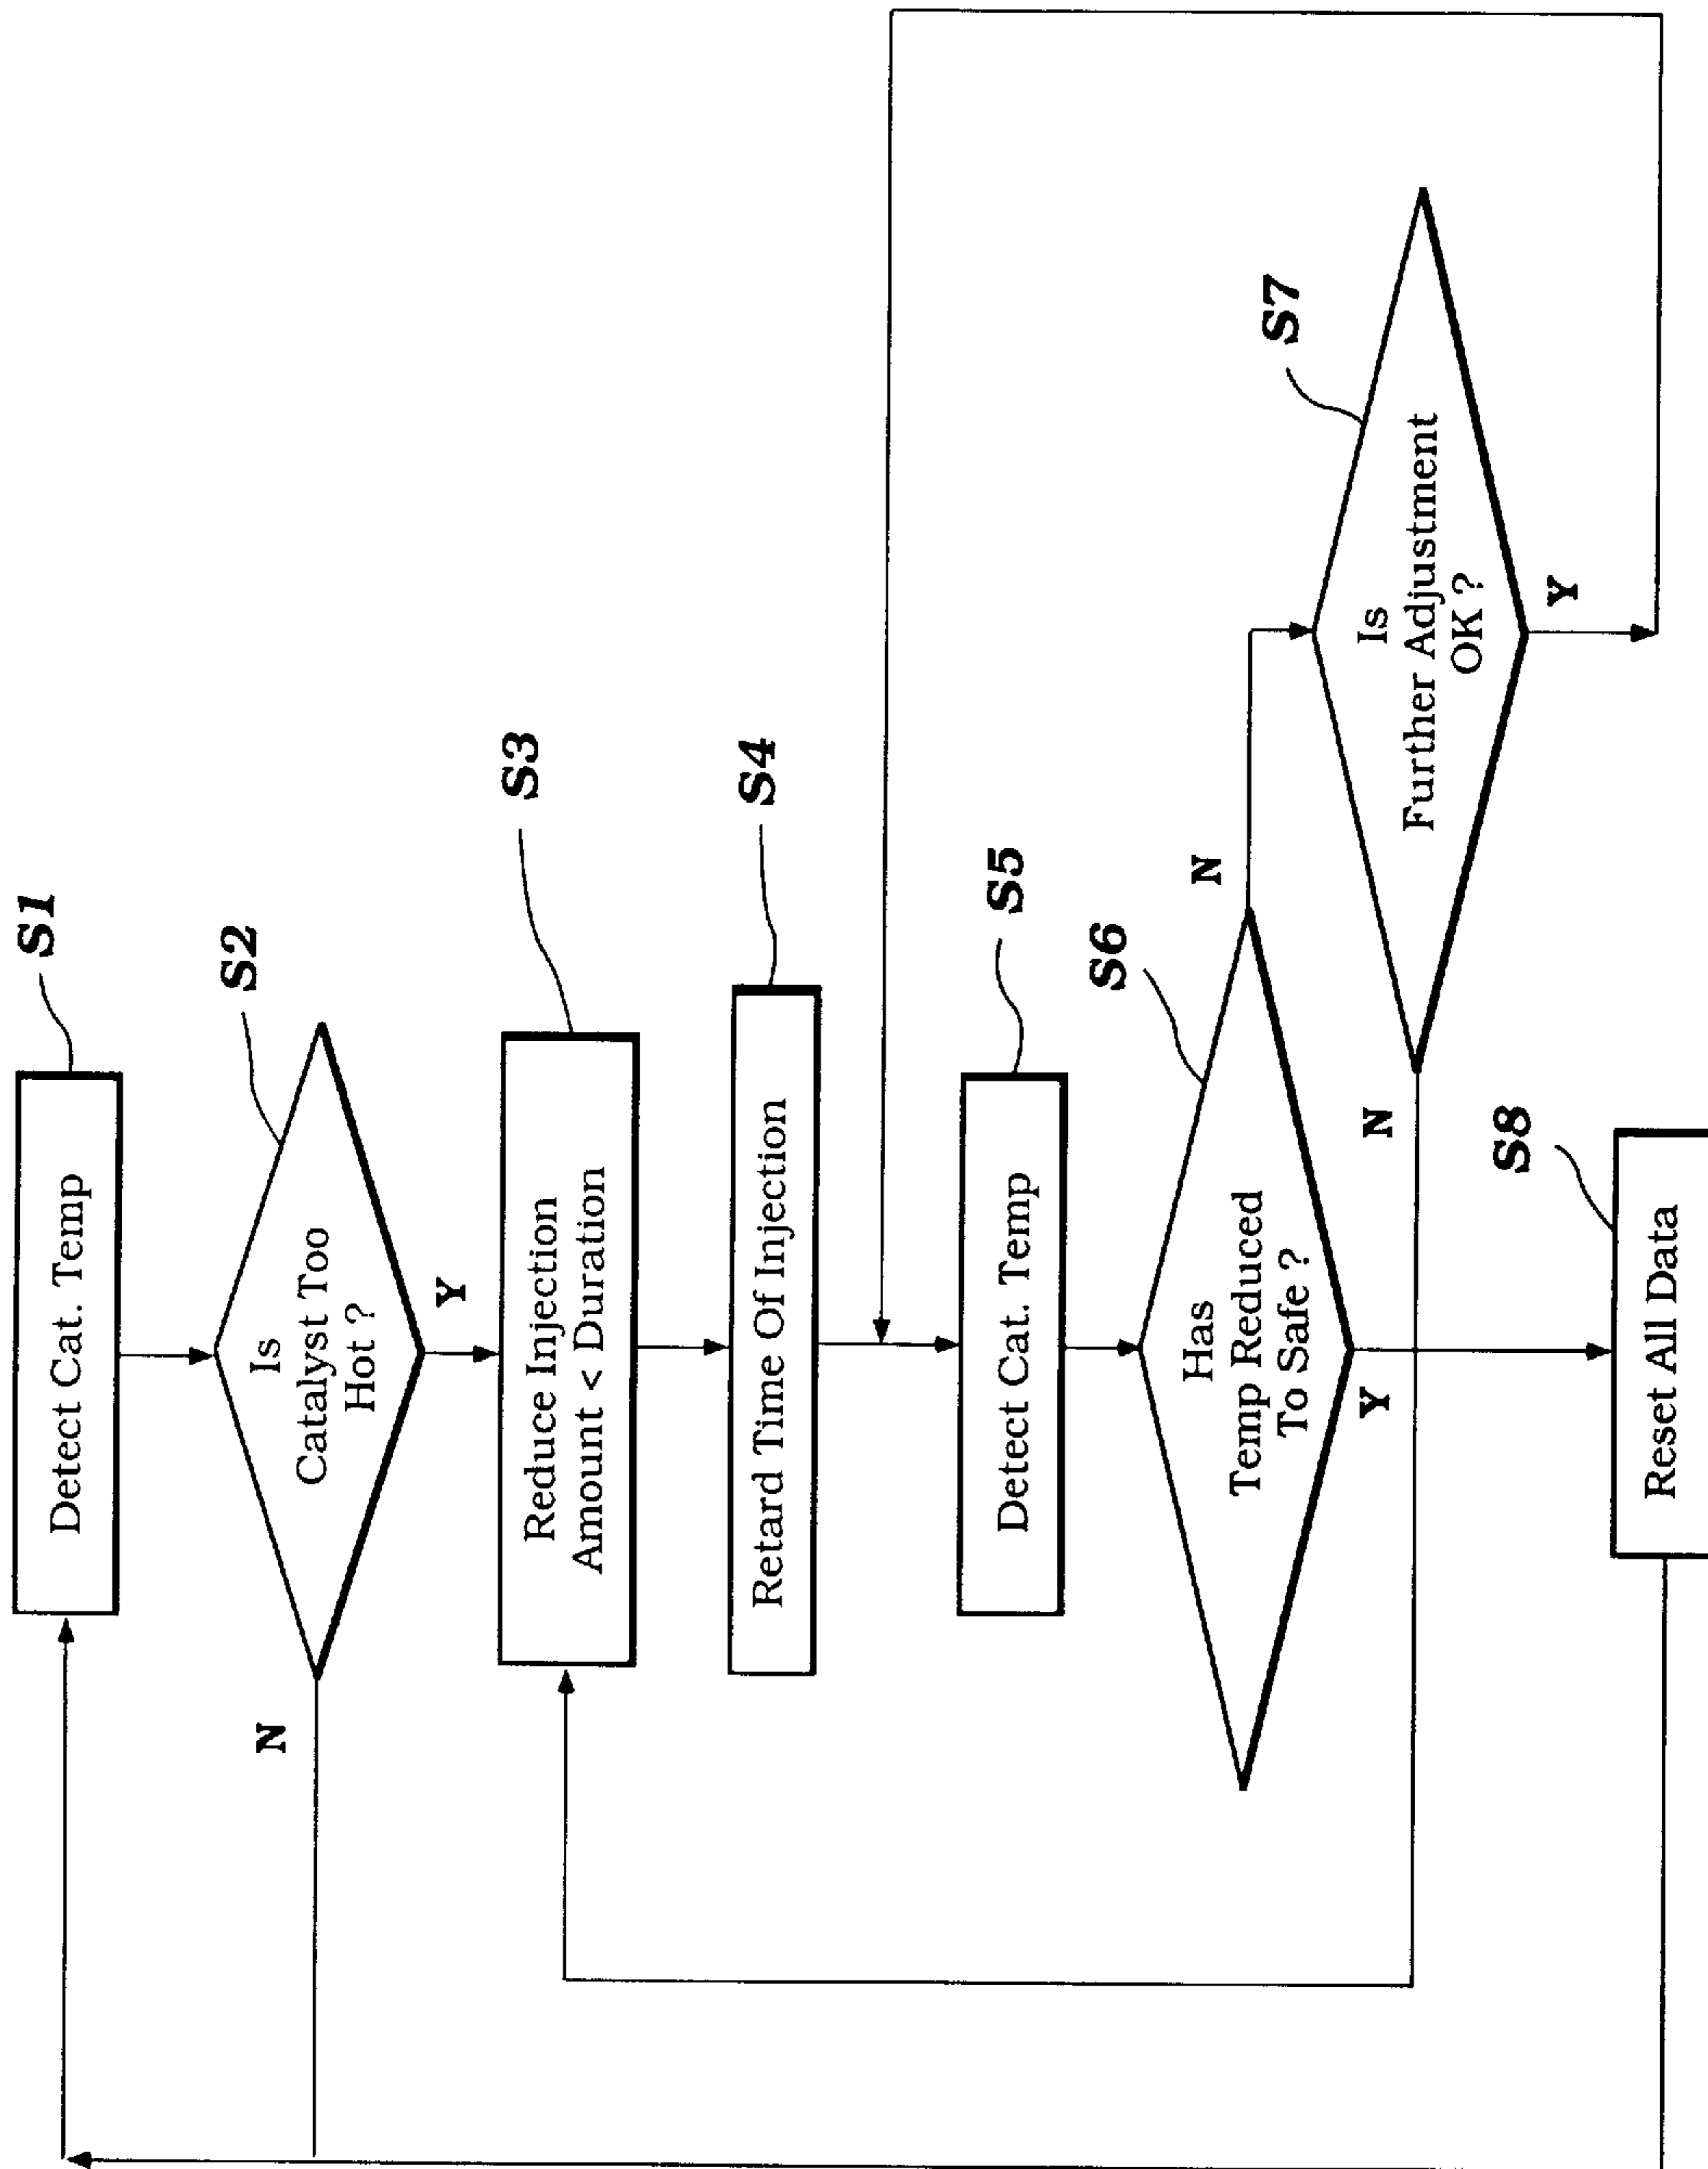 S1
Detect Cat. Temp
S2
Is
Catalyst Too
Hot ?
N
Y
S3
Reduce Injection
Amount < Duration
S4
Retard Time Of Injection
S5
Detect Cat. Temp
S6
Has
Temp Reduced
To Safe ?
N
Y
S7
Is
Further Adjustment
OK ?
N
Y
S8
Reset All Data